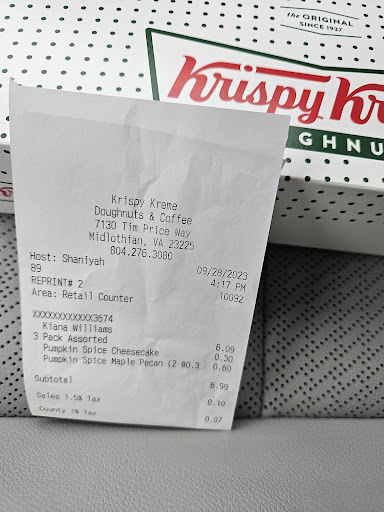 the ORIGINAL
SINCE 1937
Krispy Kr
GHNU
Krispy Kreme
Doughnuts & Coffee
7130 Tim Price Way
Midlothian, VA 23225
804.276.3080
Host: Shaniyah 09/28/2023
89 4:17 PM
REPRINT# 2 10092
Area: Retail Counter
XXXXXXXXXXXX3674
Kiana Williams
3 Pack Assorted 6.09
Pumpkin Spice Cheesecake 0.30
Pumpkin Spice Maple Pecan (2 @0.3 0.60
Subtotal 6.99
Sales 1.5% Tax 0.10
County 1% Tax 0.07